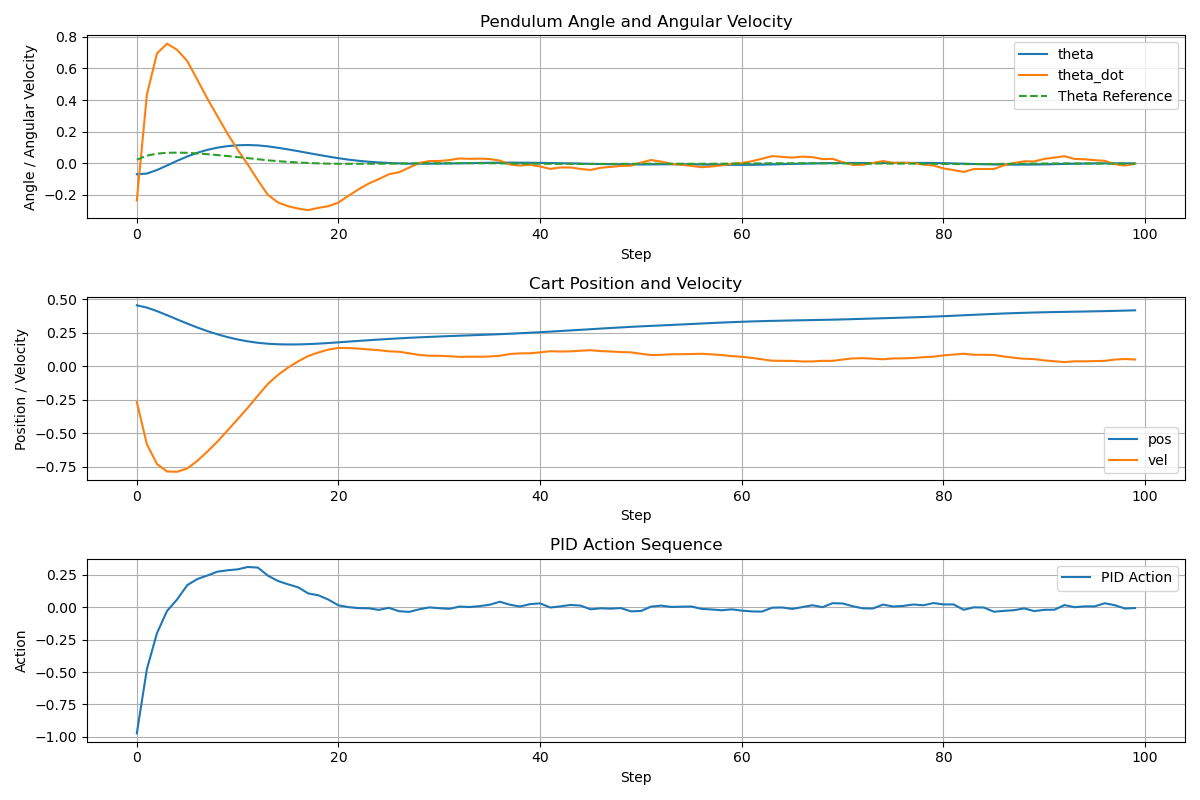 Pendulum Angle and Angular Velocity
Angle / Angular Velocity
0.8
0.6
0.4
0.2
0.0
−0.2
theta
theta_dot
Theta Reference
0 20 40 60 80 100
Step
Cart Position and Velocity
Position / Velocity
0.50
0.25
0.00
−0.25
−0.50
−0.75
pos
vel
0 20 40 60 80 100
Step
PID Action Sequence
Action
0.25
0.00
−0.25
−0.50
−0.75
−1.00
PID Action
0 20 40 60 80 100
Step